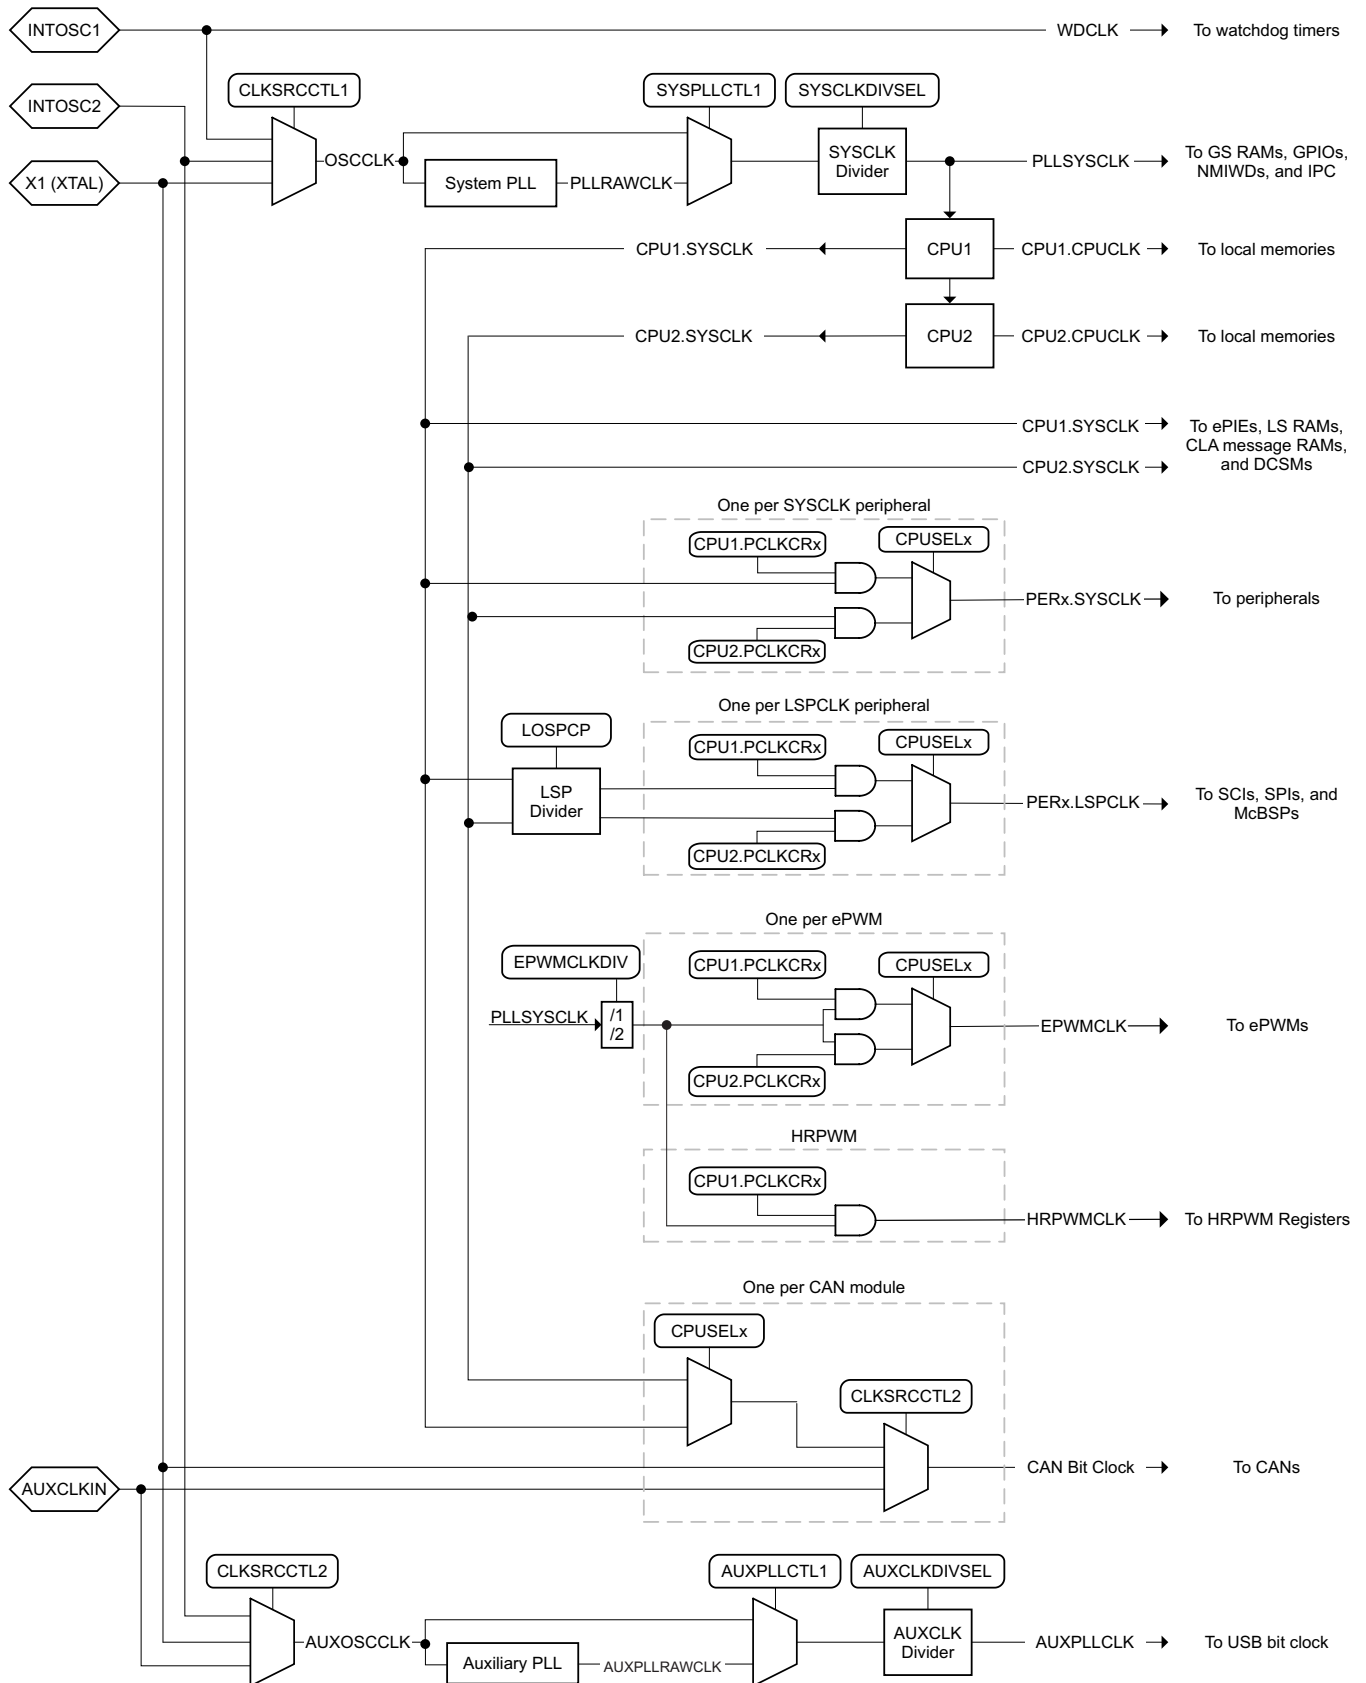 INTOSC1
WDCLK
To watchdog timers
INTOSC2
CLKSRCCTL1
SYSPLLCTL1
SYSCLKDIVSEL
X1 (XTAL)
OSCCLK
System PLL
PLLRAWCLK
SYSCLK
Divider
PLLSYSCLK
To GS RAMs, GPIOs,
NMIWDs, and IPC
CPU1.SYSCLK
CPU1
CPU1.CPUCLK
To local memories
CPU2.SYSCLK
CPU2
CPU2.CPUCLK
To local memories
CPU1.SYSCLK
CPU2.SYSCLK
To ePIEs, LS RAMs,
CLA message RAMs,
and DCSMs
One per SYSCLK peripheral
CPU1.PCLKCRx
CPUSELx
CPU2.PCLKCRx
PERx.SYSCLK
To peripherals
One per LSPCLK peripheral
LOSPCP
LSP
Divider
CPU1.PCLKCRx
CPUSELx
CPU2.PCLKCRx
PERx.LSPCLK
To SCIs, SPIs, and
McBSPs
One per ePWM
EPWMCLKDIV
PLLSYSCLK
/1
/2
CPU1.PCLKCRx
CPUSELx
CPU2.PCLKCRx
EPWMCLK
To ePWMs
HRPWM
CPU1.PCLKCRx
HRPWMCLK
To HRPWM Registers
One per CAN module
CPUSELx
CLKSRCCTL2
AUXCLKIN
CAN Bit Clock
To CANs
CLKSRCCTL2
AUXPLLCTL1
AUXCLKDIVSEL
AUXOSCCLK
Auxiliary PLL
AUXPLLRAWCLK
AUXCLK
Divider
AUXPLLCLK
To USB bit clock